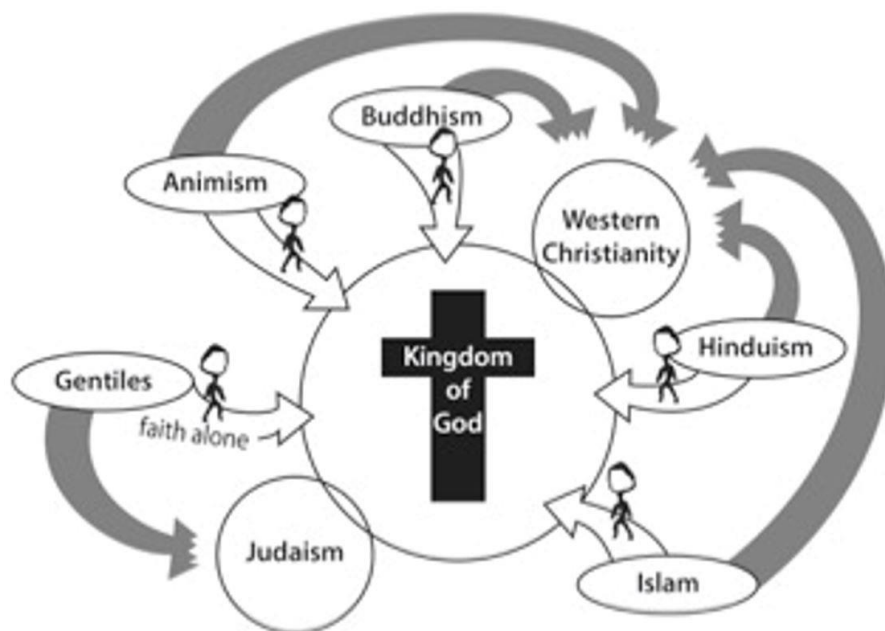 Buddhism
Animism
Western
Christianity
Kingdom
of
God
Hinduism
Gentiles
faith alone
Judaism
Islam